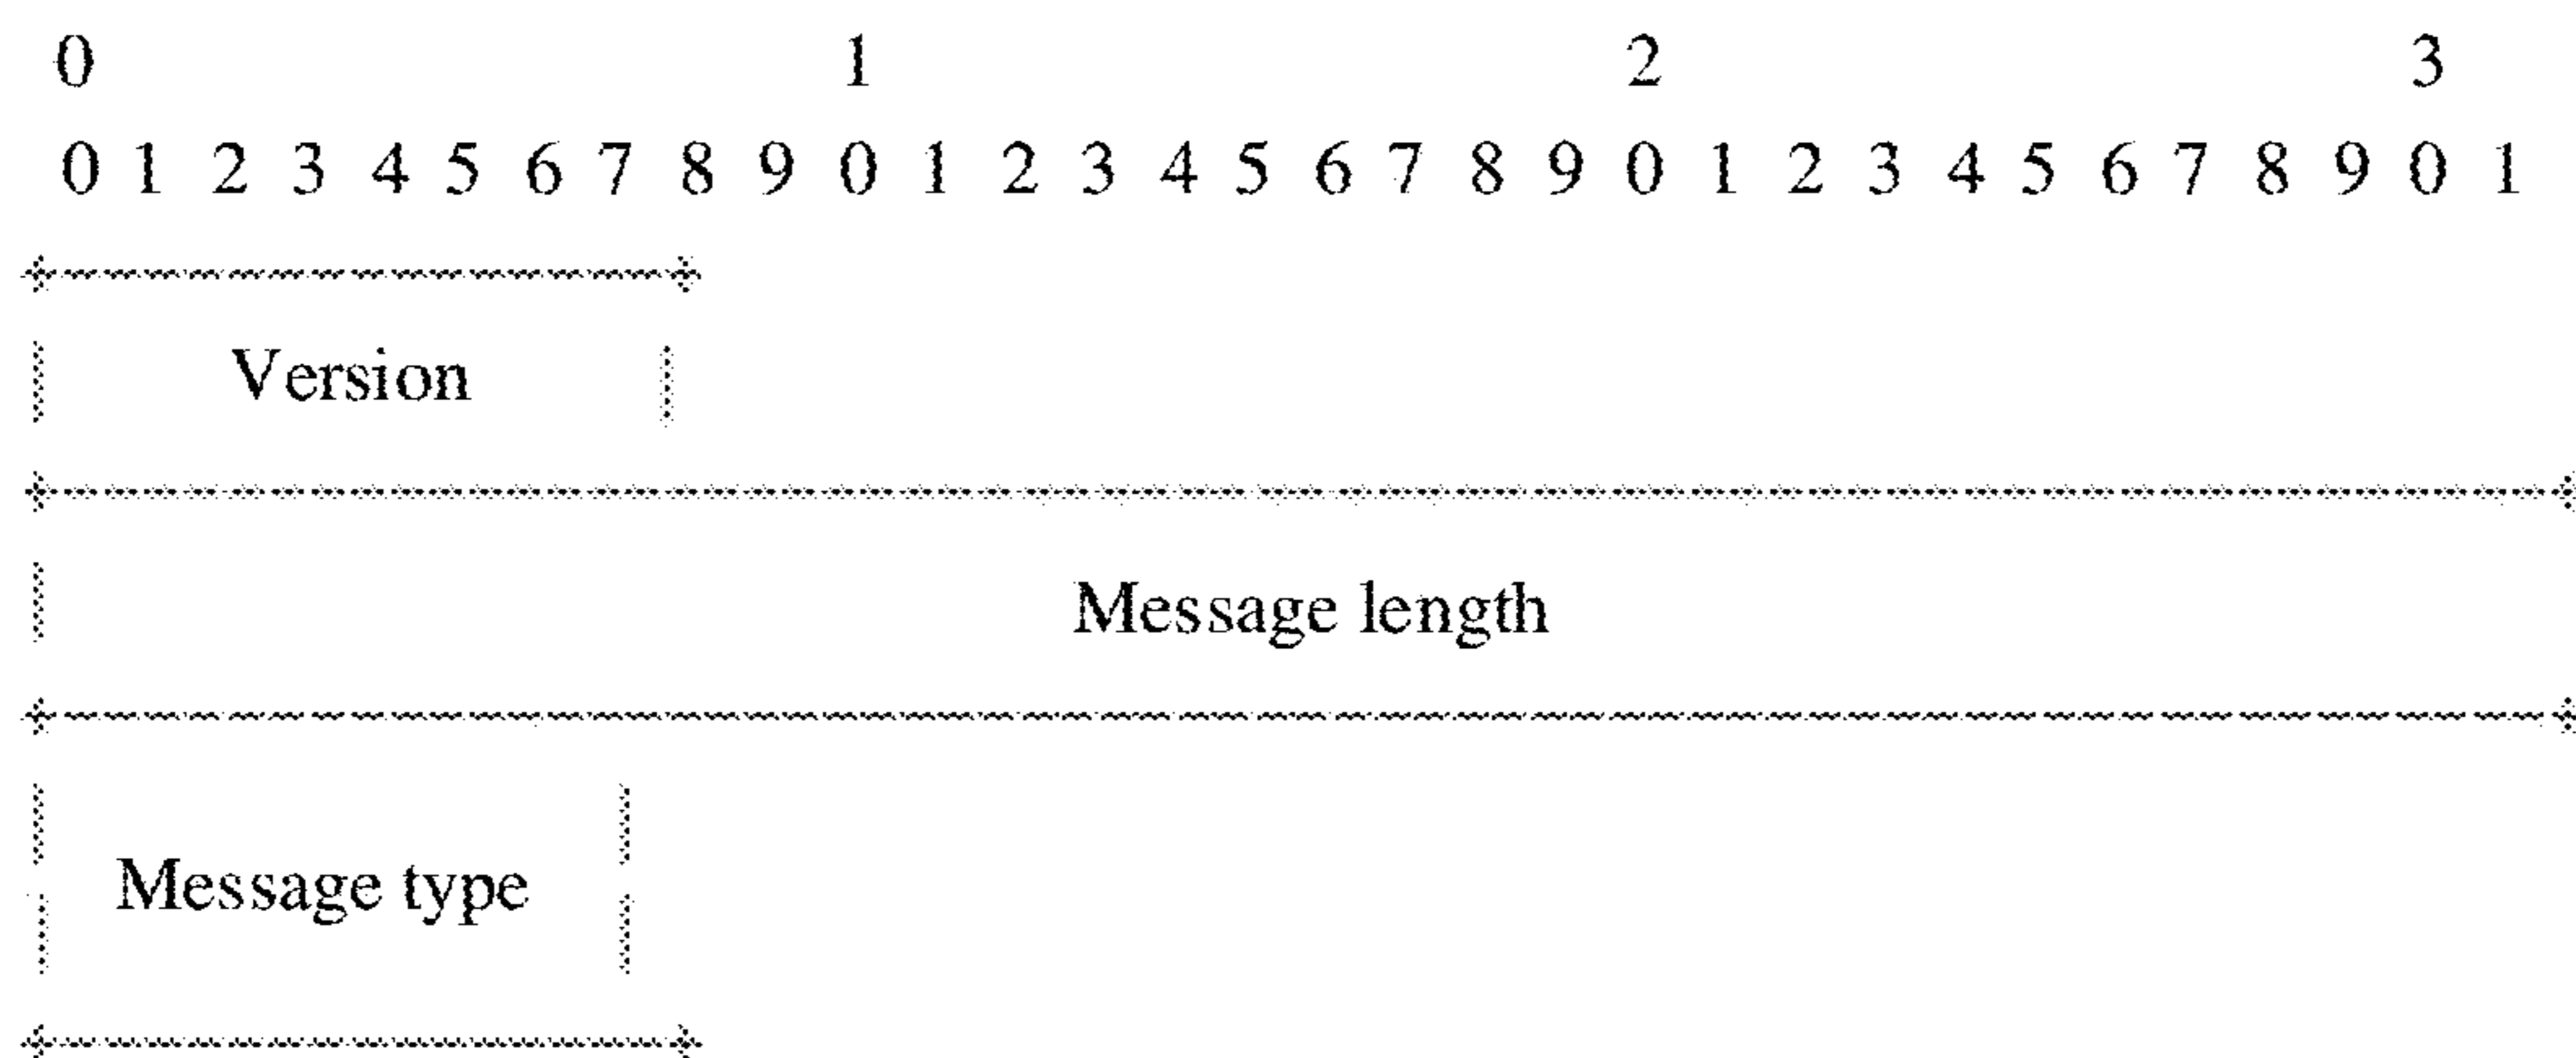 0 1 2 3
0 1 2 3 4 5 6 7 8 9 0 1 2 3 4 5 6 7 8 9 0 1 2 3 4 5 6 7 8 9 0 1
Version
Message length
Message type